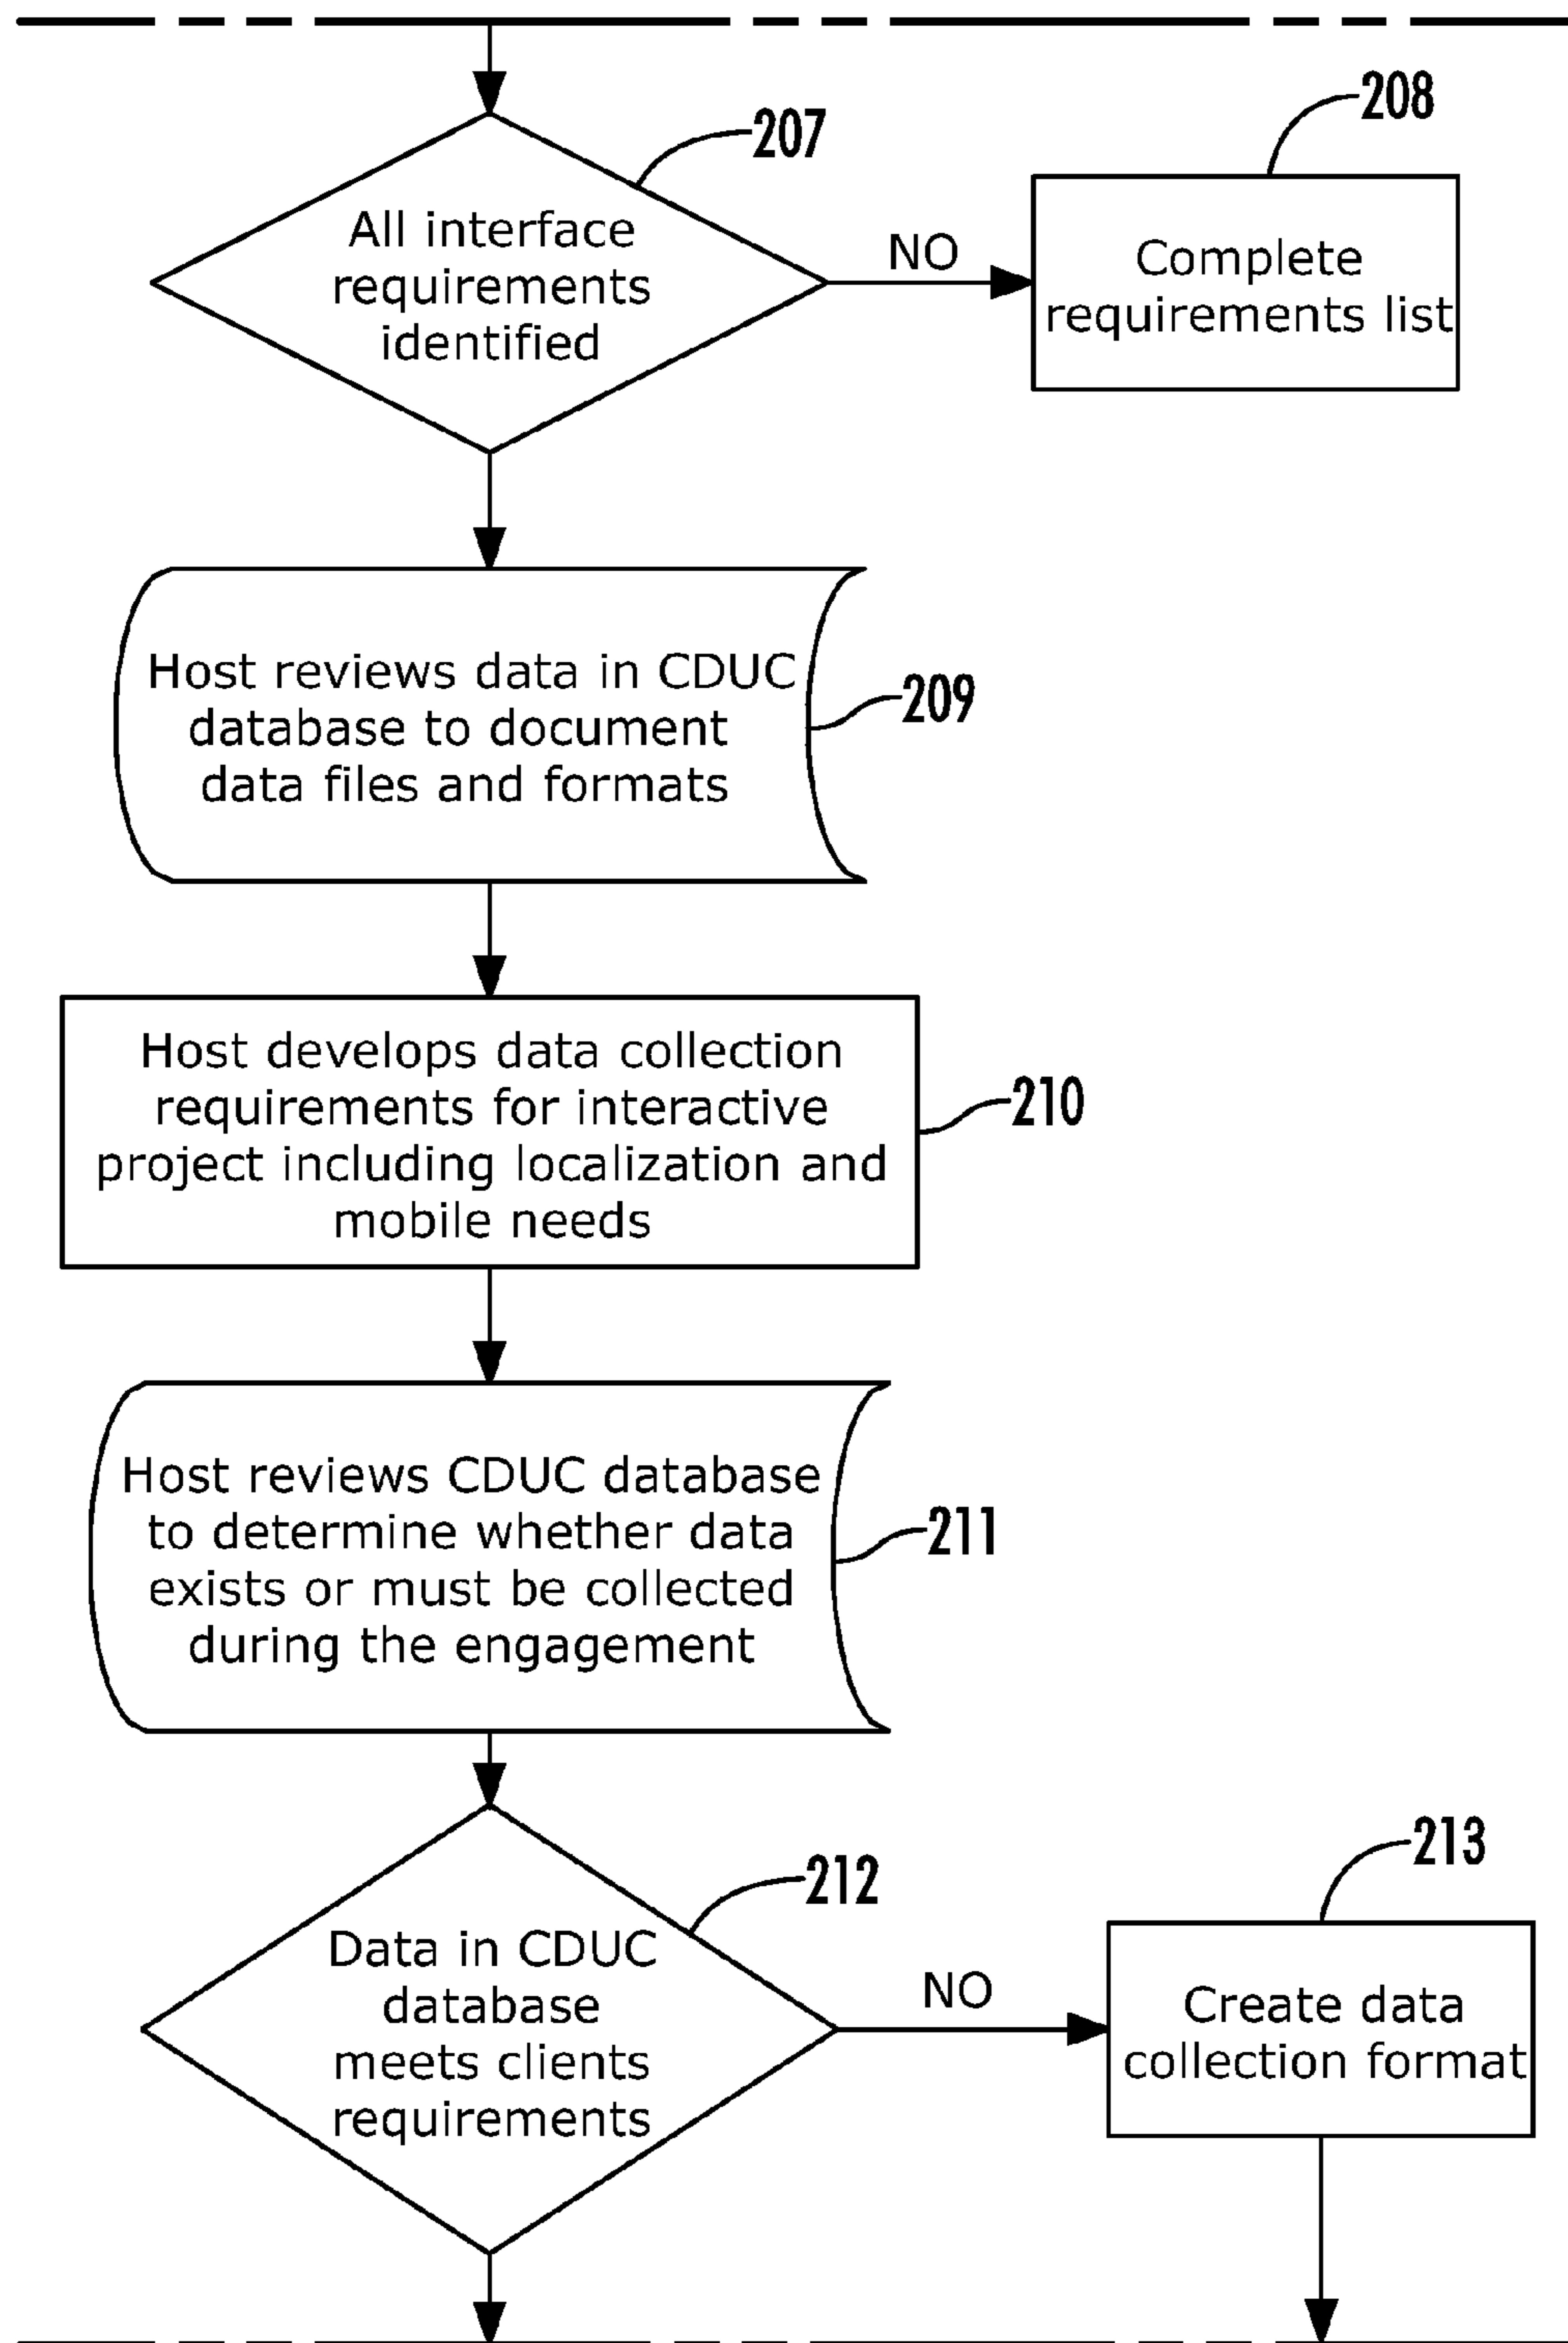 207
208
All interface
requirements
identified
NO
Complete
requirements list
Host reviews data in CDUC
database to document
data files and formats
209
Host develops data collection
requirements for interactive
project including localization and
mobile needs
210
Host reviews CDUC database
to determine whether data
exists or must be collected
during the engagement
211
212
213
Data in CDUC
database
meets clients
requirements
NO
Create data
collection format